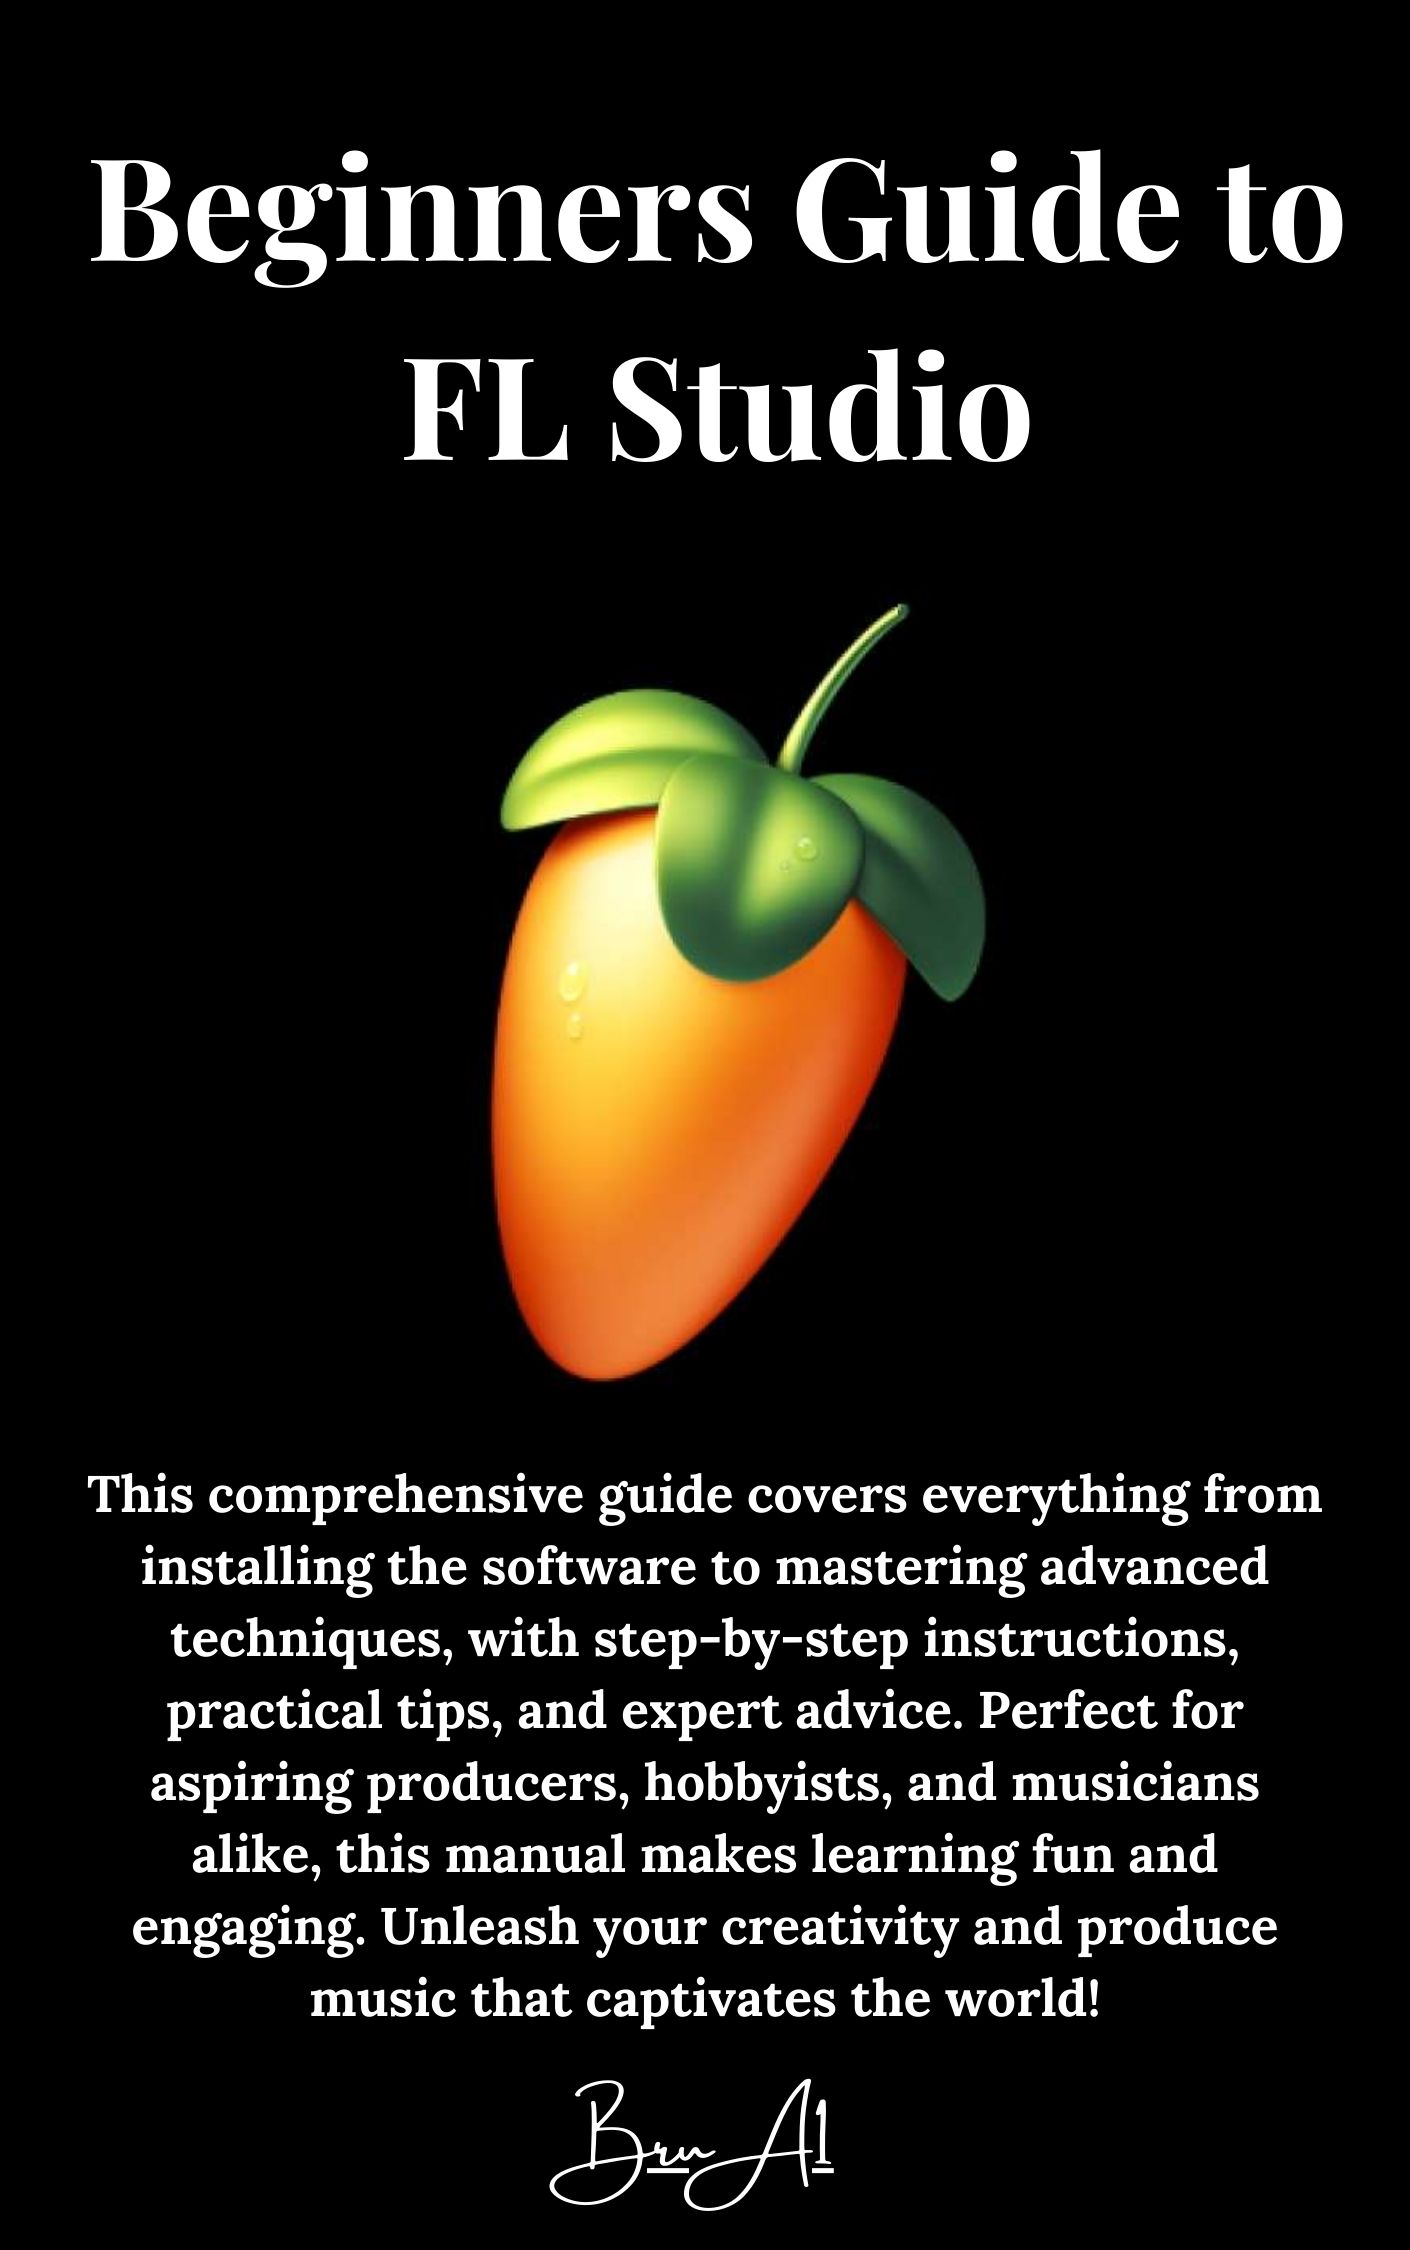 Beginners Guide to
FL Studio
This comprehensive guide covers everything from
installing the software to mastering advanced
techniques, with step-by-step instructions,
practical tips, and expert advice. Perfect for
aspiring producers, hobbyists, and musicians
alike, this manual makes learning fun and
engaging. Unleash your creativity and produce
music that captivates the world!
Bru A1